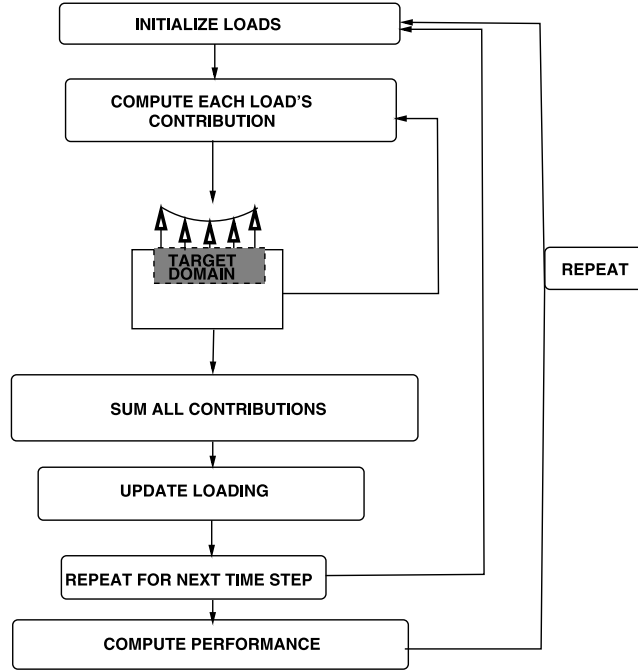 INITIALIZE LOADS
COMPUTE EACH LOAD'S
CONTRIBUTION
TARGET
DOMAIN
REPEAT
SUM ALL CONTRIBUTIONS
UPDATE LOADING
REPEAT FOR NEXT TIME STEP
COMPUTE PERFORMANCE